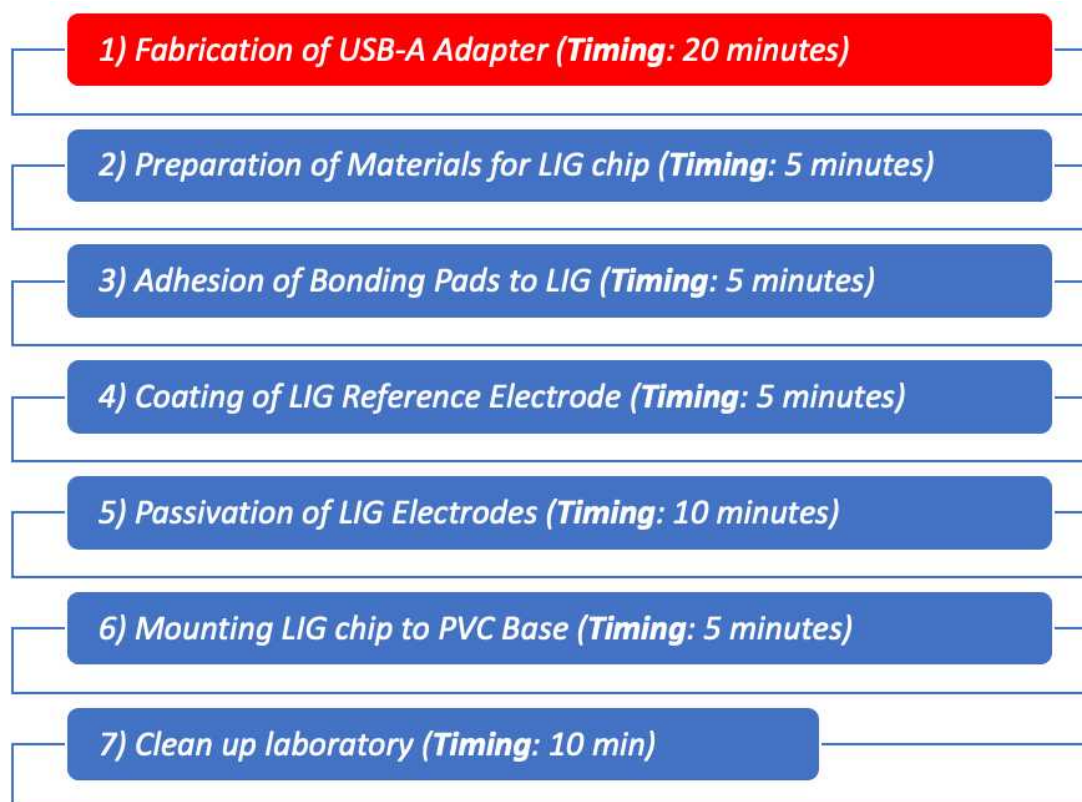 1) Fabrication of USB-A Adapter (Timing: 20 minutes)
2) Preparation of Materials for LIG chip (Timing: 5 minutes)
3) Adhesion of Bonding Pads to LIG (Timing: 5 minutes)
4) Coating of LIG Reference Electrode (Timing: 5 minutes)
5) Passivation of LIG Electrodes (Timing: 10 minutes)
6) Mounting LIG chip to PVC Base (Timing: 5 minutes)
7) Clean up laboratory (Timing: 10 min)